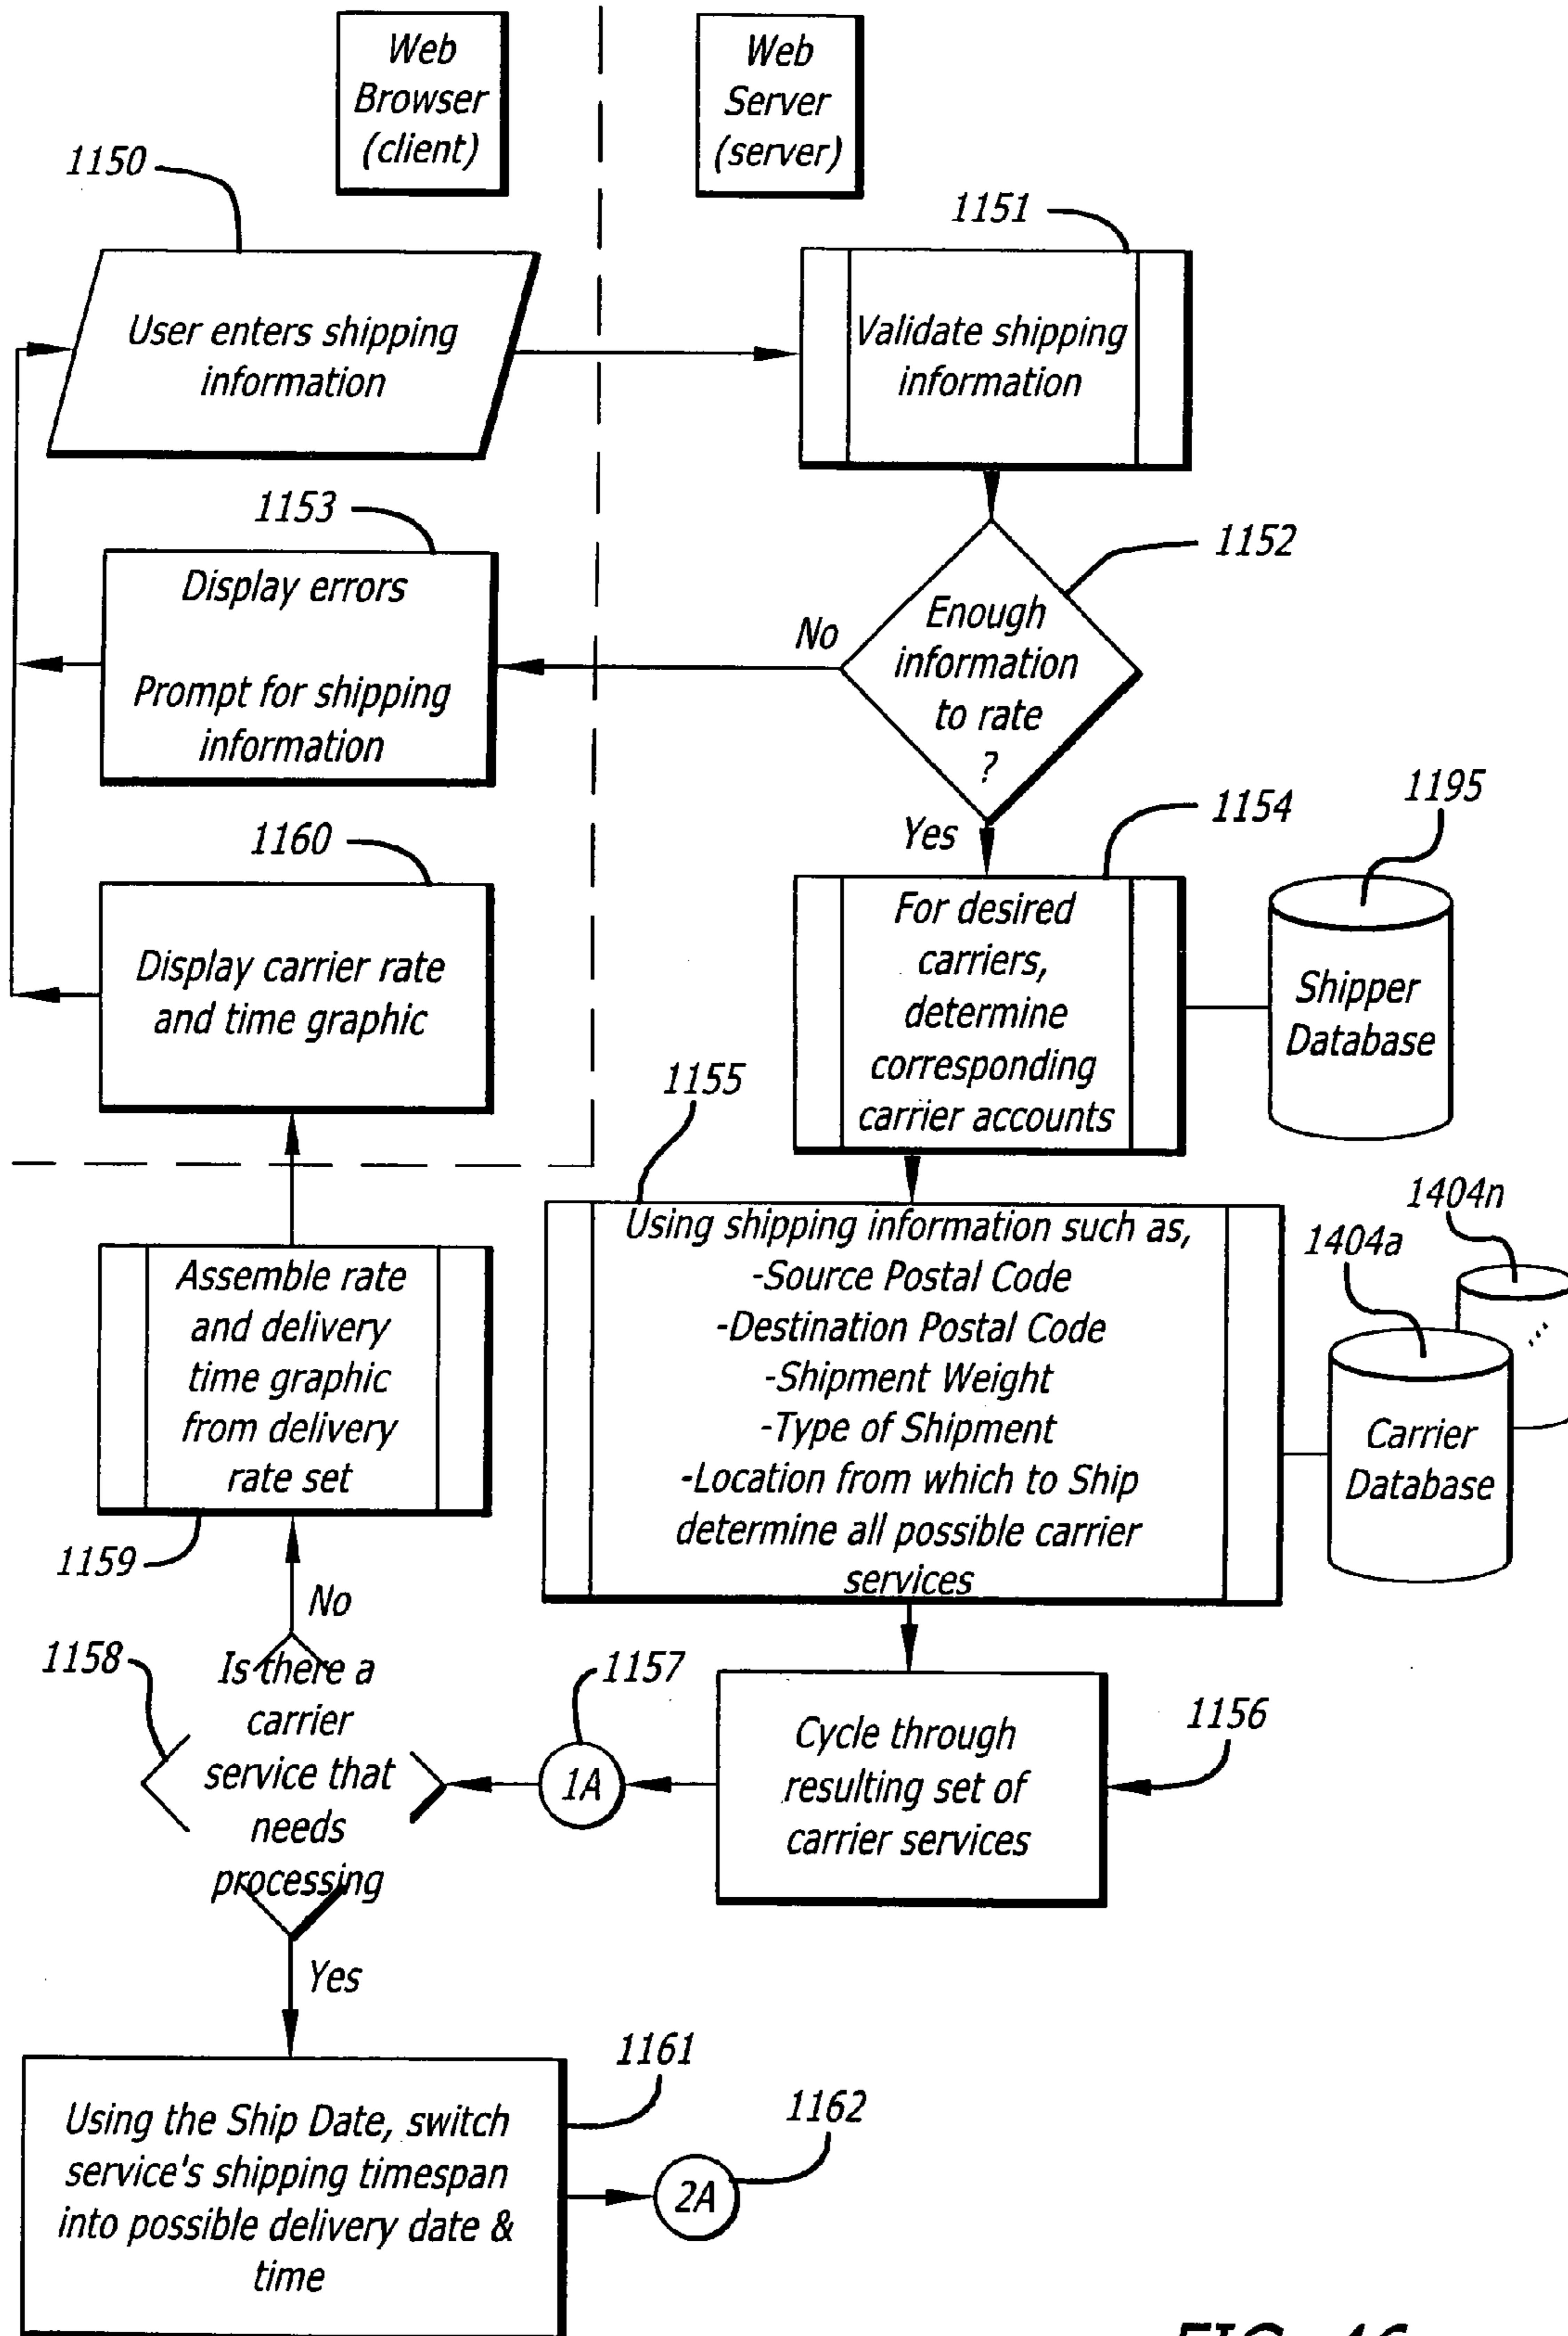 Web
Browser
(client)
Web
Server
(server)
1150
1151
User enters shipping
information
Validate shipping
information
1153
1152
Display errors
Prompt for shipping
information
No
Enough
information
to rate
?
Yes
1154
1195
1160
Display carrier rate
and time graphic
For desired
carriers,
determine
corresponding
carrier accounts
Shipper
Database
1155
Using shipping information such as,
-Source Postal Code
-Destination Postal Code
-Shipment Weight
-Type of Shipment
-Location from which to Ship
determine all possible carrier
services
1404n
1404a
Carrier
Database
Assemble rate
and delivery
time graphic
from delivery
rate set
1159
No
1158
Is there a
carrier
service that
needs
processing
1157
1A
Cycle through
resulting set of
carrier services
1156
Yes
1161
Using the Ship Date, switch
service's shipping timespan
into possible delivery date &
time
1162
2A